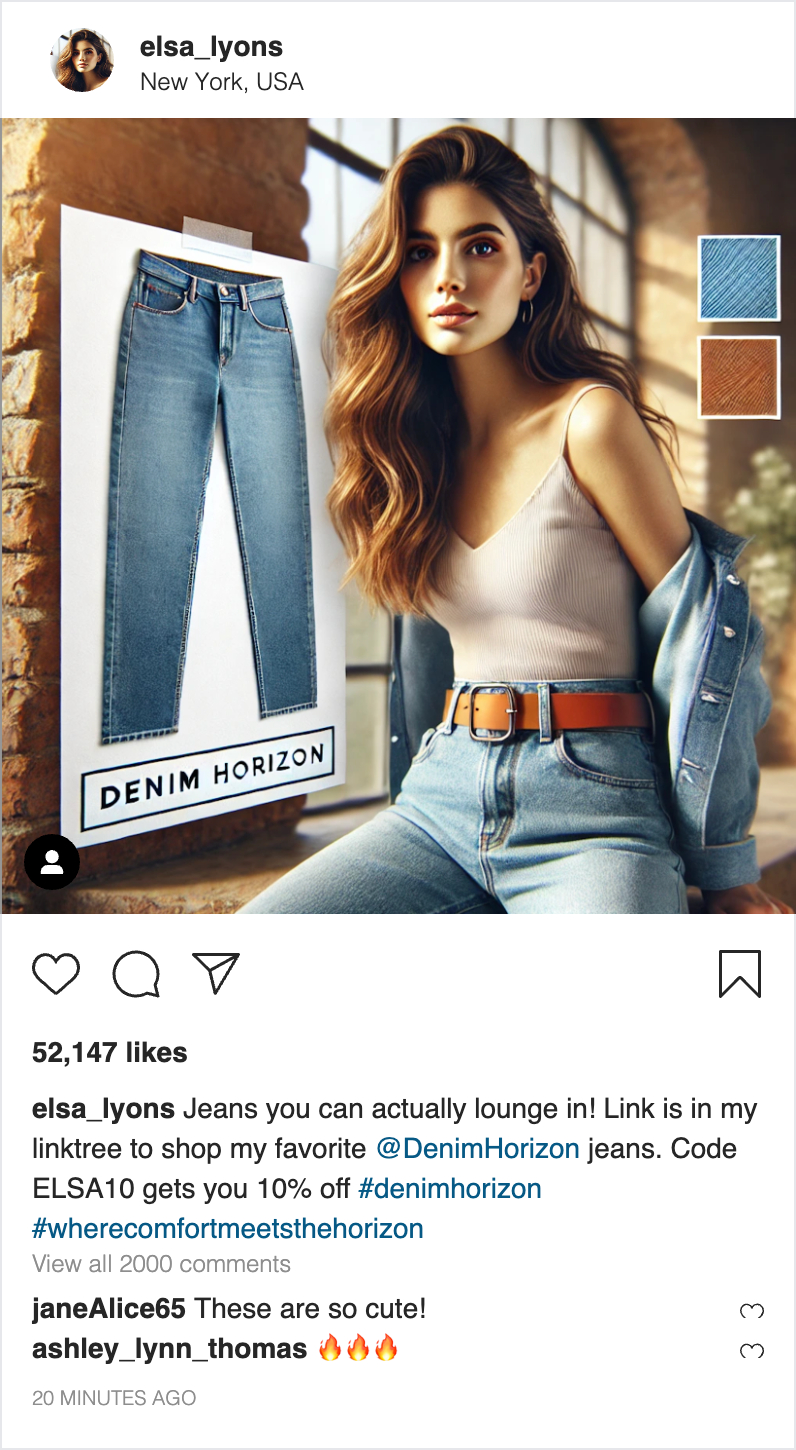 elsa_lyons
New York, USA
DENIM HORIZON
52,147 likes
elsa_lyons Jeans you can actually lounge in! Link is in my
linktree to shop my favorite @DenimHorizon jeans. Code
ELSA10 gets you 10% off #denimhorizon
#wherecomfortmeetsthehorizon
View all 2000 comments
janeAlice65 These are so cute!
ashley_lynn_thomas 🔥🔥🔥
20 MINUTES AGO